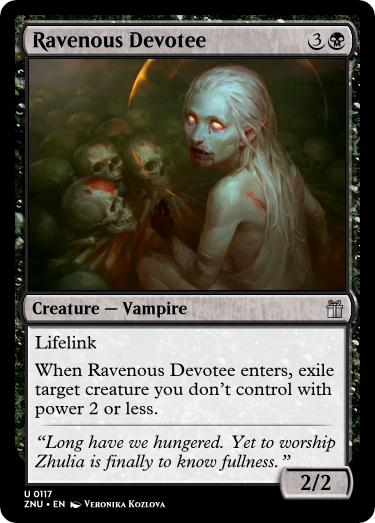 Ravenous Devotee 3
Creature — Vampire
Lifelink
When Ravenous Devotee enters, exile
target creature you don't control with
power 2 or less.
“Long have we hungered. Yet to worship
Zhulia is finally to know fullness.”
2/2
U 0117
ZNU • EN Veronika Kozlova